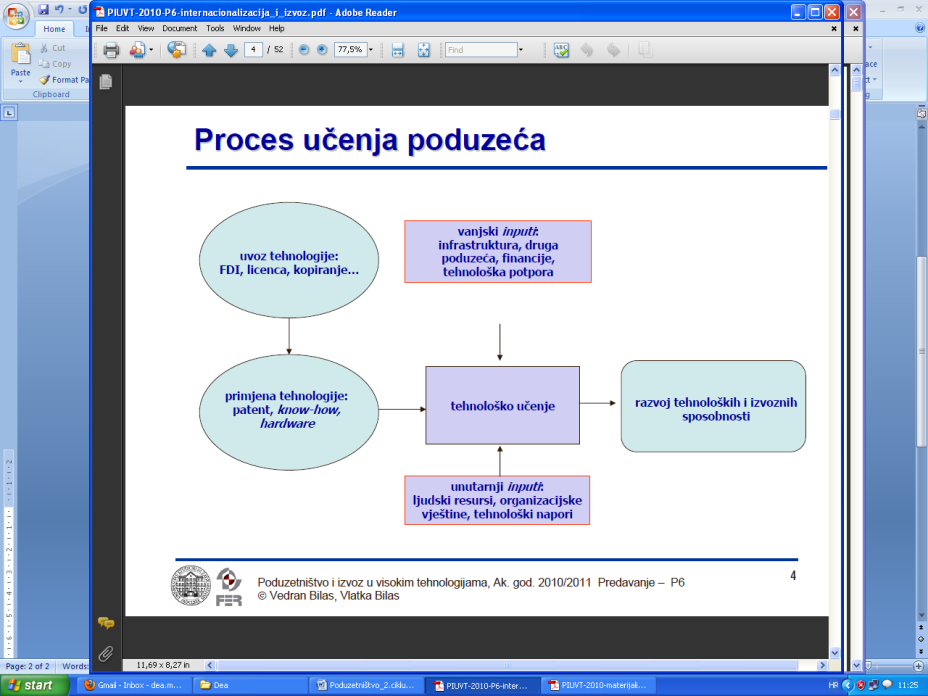 PIUVT-2010-P6-internacionalizacija_i_izvoz.pdf - Adobe Reader
Home
File Edit View Document Tools Window Help
Cut
Copy
Format Pa
Paste
Clipboard
4 / 52 77,5% Find
Proces učenja poduzeća
uvoz tehnologije:
FDI, licenca, kopiranje...
vanjski inputi:
infrastruktura, druga
poduzeća, financije,
tehnološka potpora
primjena tehnologije:
patent, know-how,
hardware
tehnološko učenje
razvoj tehnoloških i izvoznih
sposobnosti
unutarnji inputi:
ljudski resursi, organizacijske
vještine, tehnološki napori
FER
Poduzetništvo i izvoz u visokim tehnologijama, Ak. god. 2010/2011 Predavanje – P6
© Vedran Bilas, Vlatka Bilas
4
11,69 x 8,27 in
Page: 2 of 2 Words:
start
Gmail - Inbox - dea.m...
Dea
Poduzetništvo_2.ciklu...
PIUVT-2010-P6-inter...
PIUVT-2010-materijali...
HR
11:25